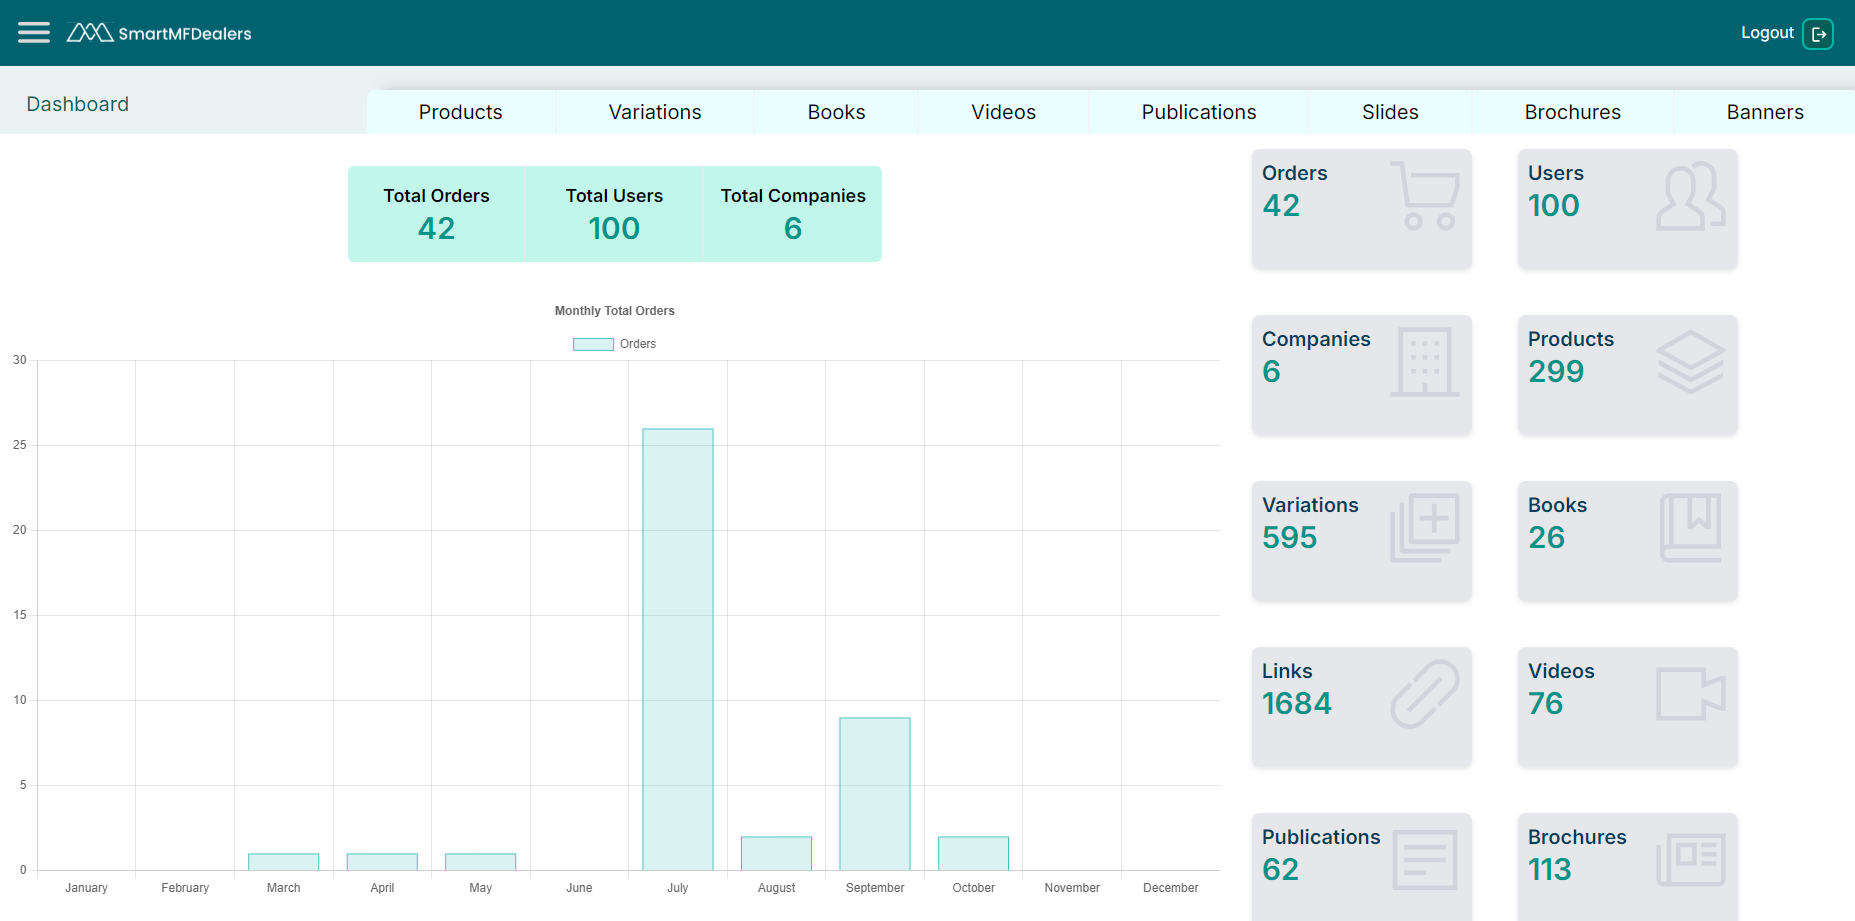 SmartMFDealers
Logout
Dashboard
Products
Variations
Books
Videos
Publications
Slides
Brochures
Banners
Total Orders
42
Total Users
100
Total Companies
6
Monthly Total Orders
Orders
30
25
20
15
10
5
0
January
February
March
April
May
June
July
August
September
October
November
December
Orders
42
Users
100
Companies
6
Products
299
Variations
595
Books
26
Links
1684
Videos
76
Publications
62
Brochures
113